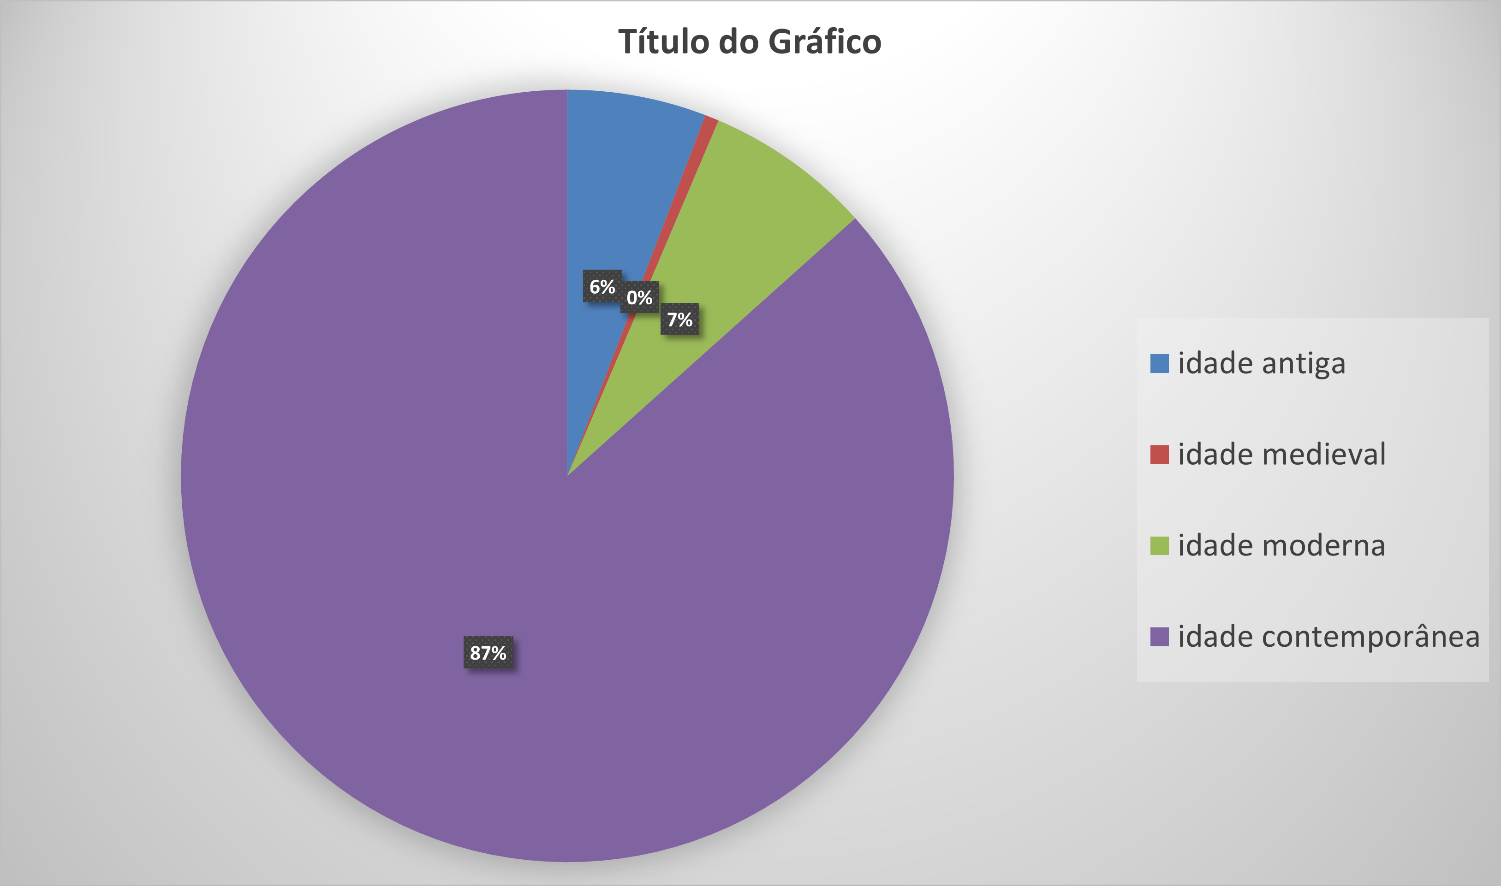 Título do Gráfico
6%
0%
7%
87%
idade antiga
idade medieval
idade moderna
idade contemporânea